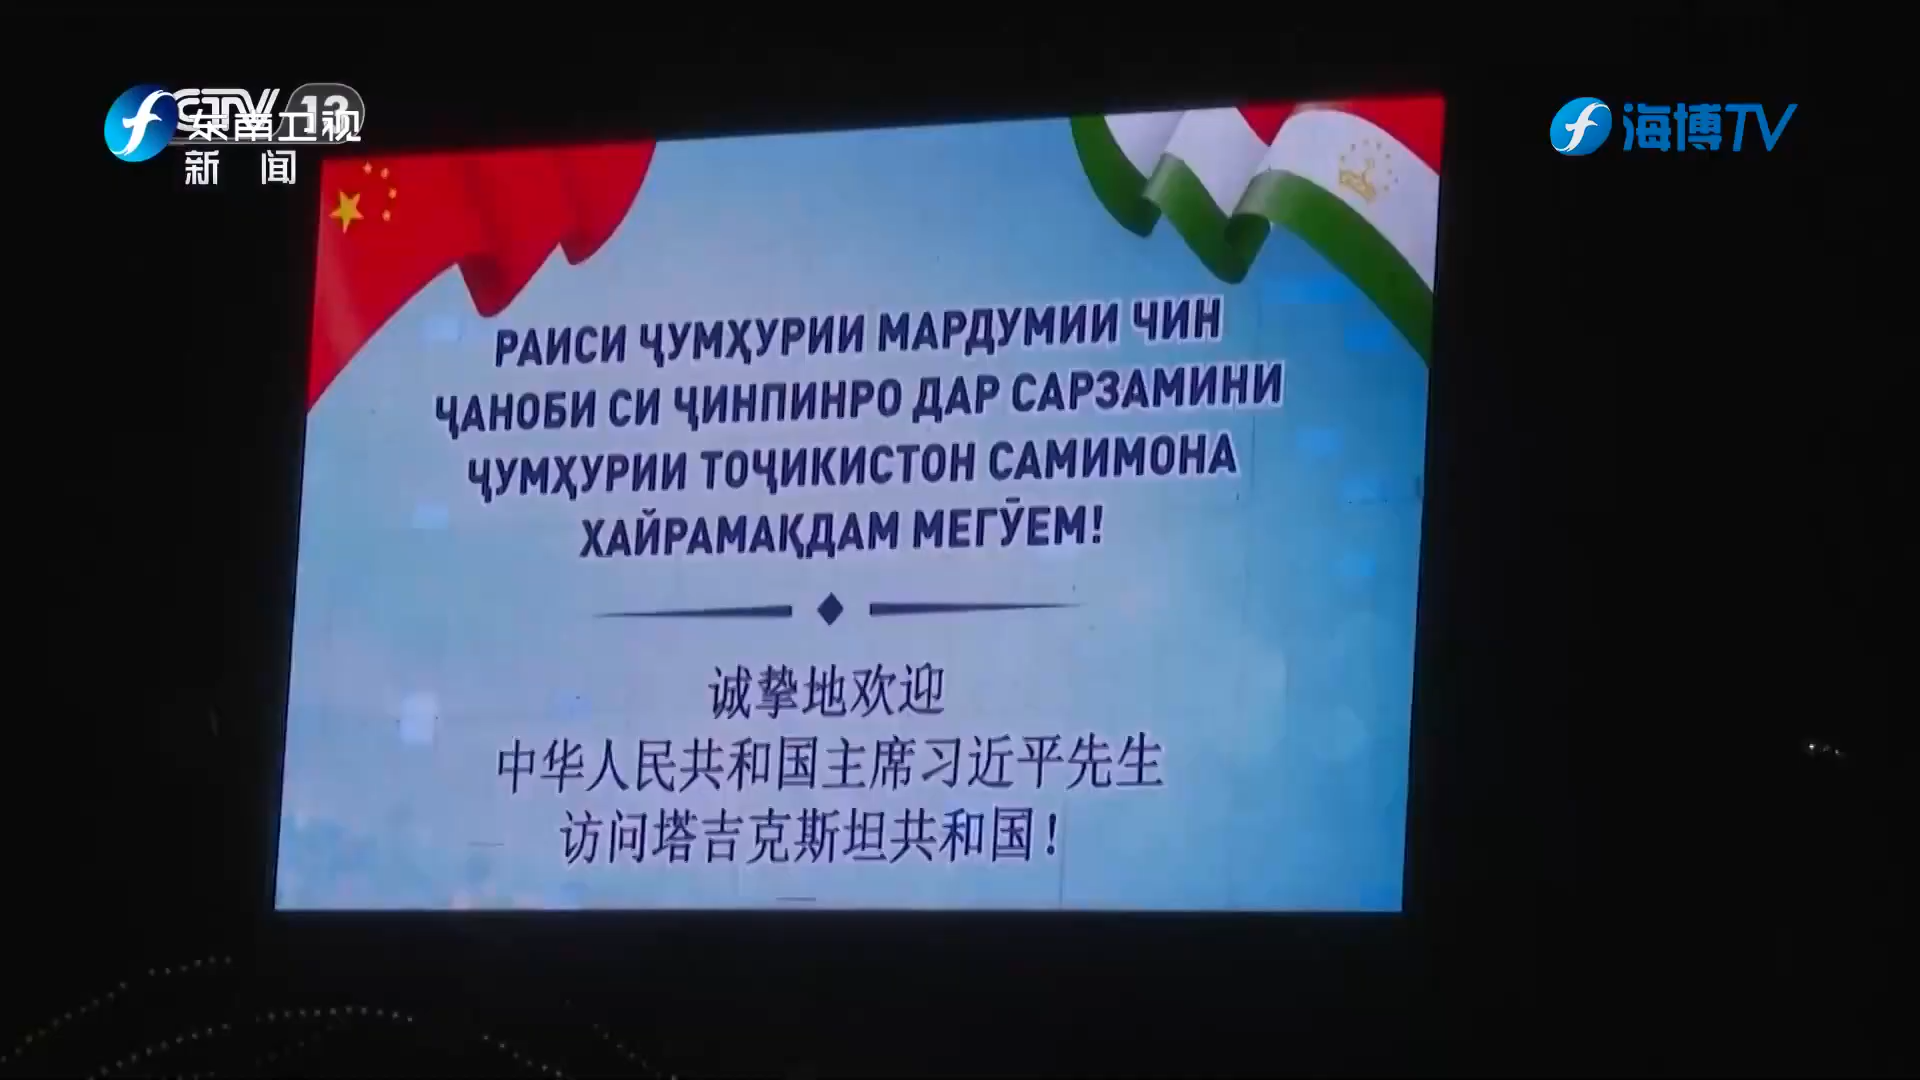 CCTV 13
东南卫视
新闻
海博TV
РАИСИ ҶУМҲУРИИ МАРДУМИИ ЧИН
ҶАНОБИ СИ ҶИНПИНРО ДАР САРЗАМИНИ
ҶУМҲУРИИ ТОҶИКИСТОН САМИМОНА
ХАЙРАМАҚДАМ МЕГӮЕМ!
诚挚地欢迎
中华人民共和国主席习近平先生
访问塔吉克斯坦共和国！